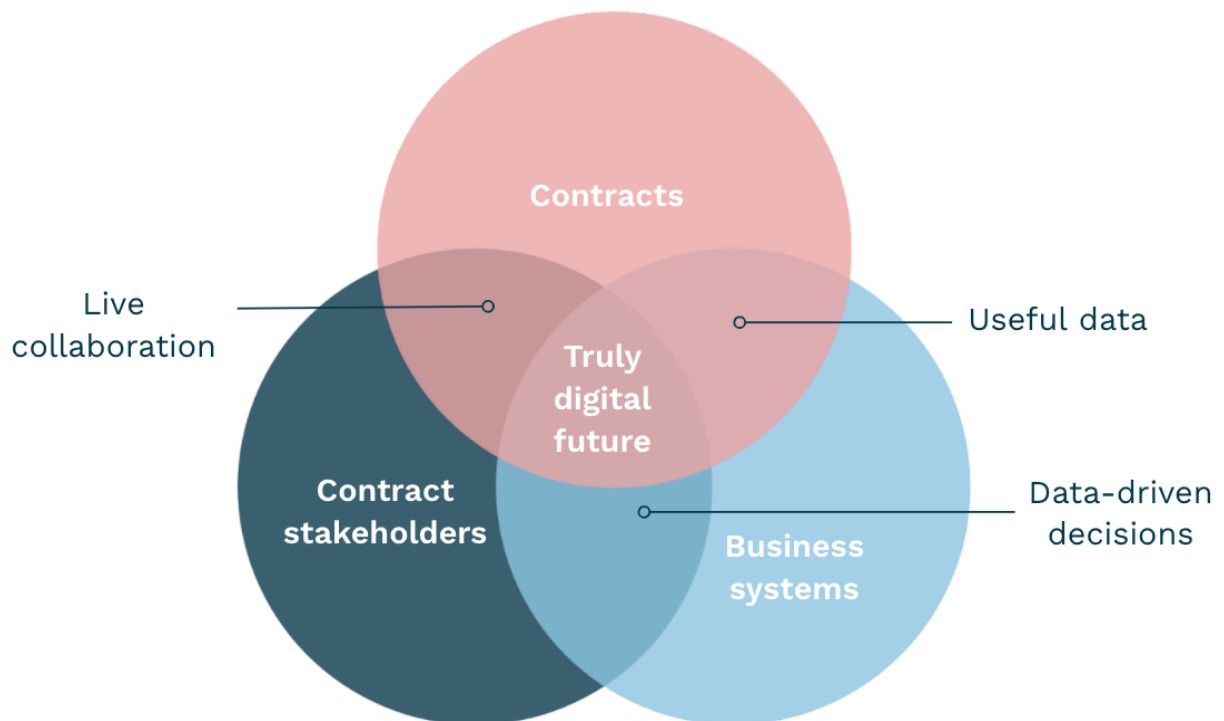 Contracts
Live
collaboration
Useful data
Truly
digital
future
Contract
stakeholders
Data-driven
decisions
Business
systems